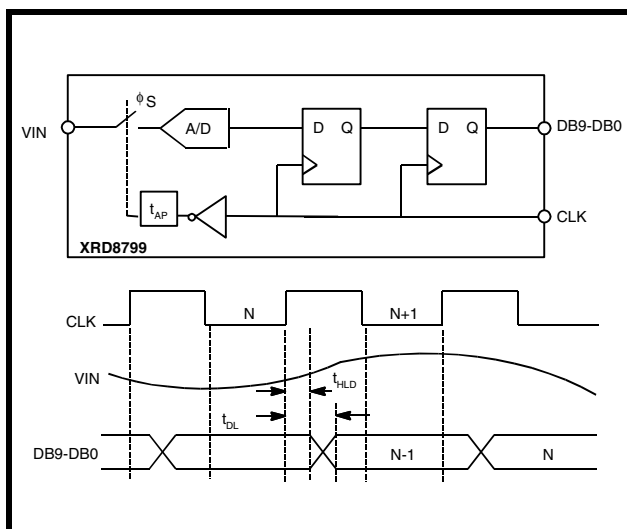 ϕS
VIN
A/D
D Q
D Q
DB9-DB0
tAP
CLK
XRD8799
CLK
N
N+1
VIN
tHLD
tDL
DB9-DB0
N-1
N